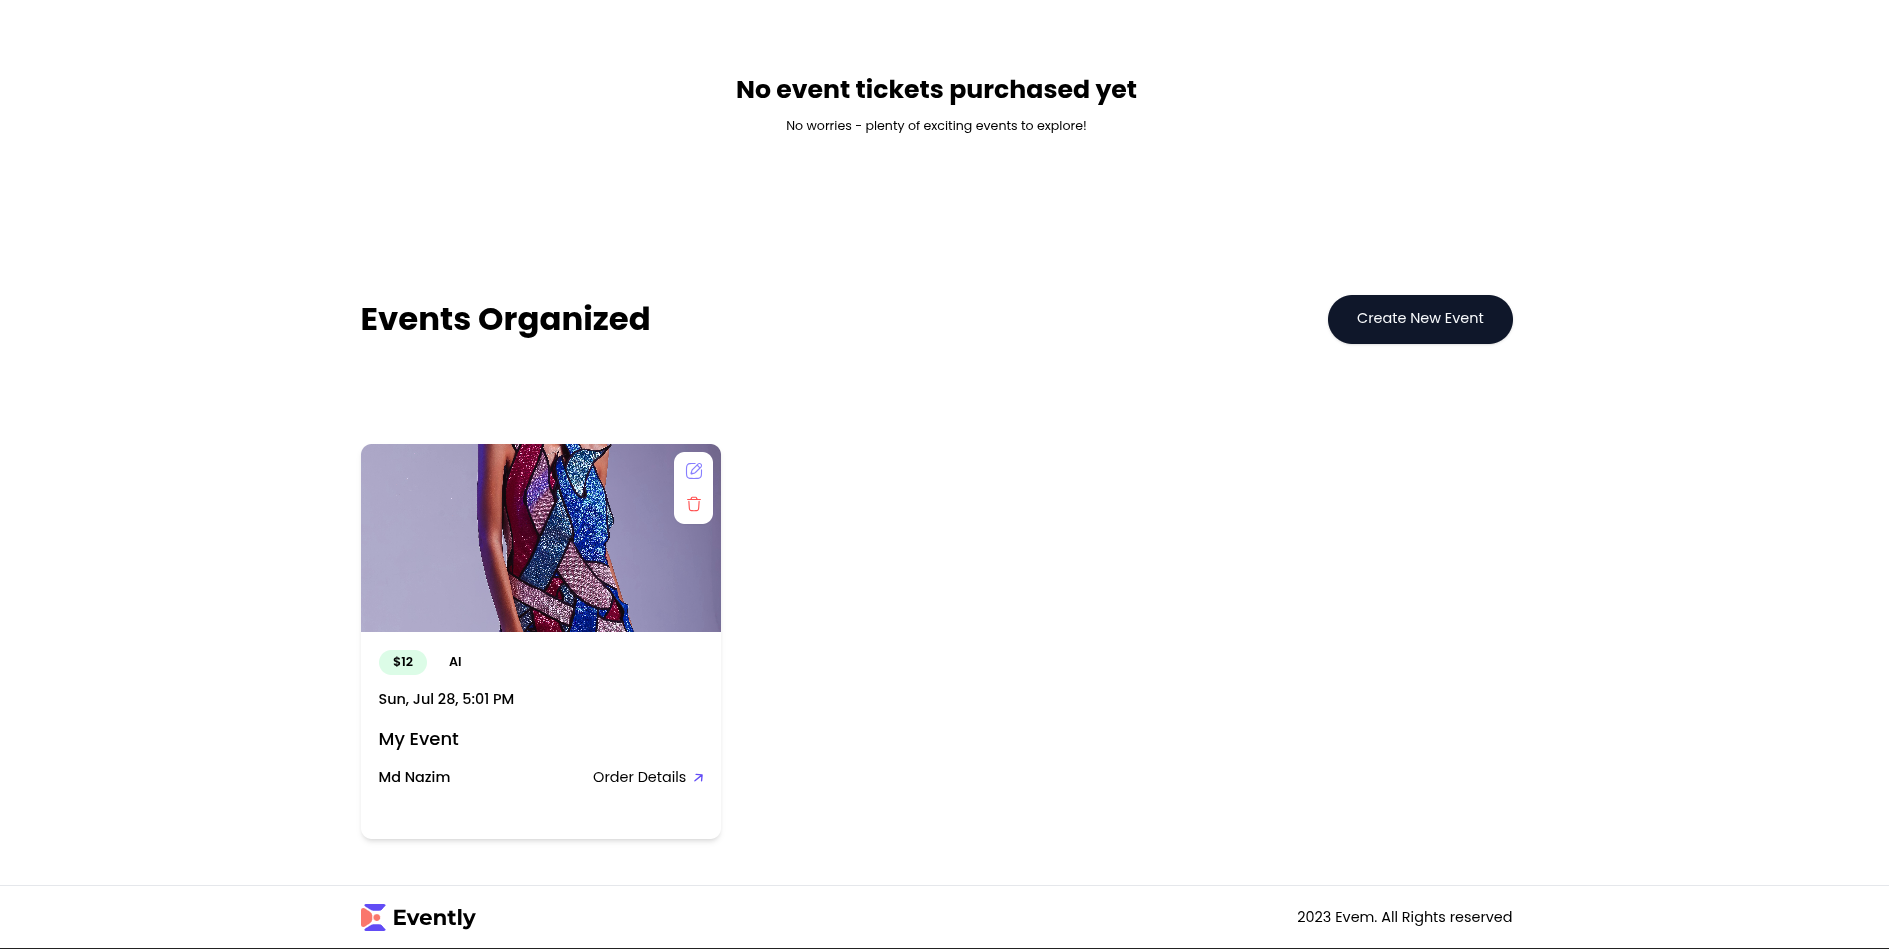 No event tickets purchased yet
No worries - plenty of exciting events to explore!
Events Organized
Create New Event
$12
AI
Sun, Jul 28, 5:01 PM
My Event
Md Nazim
Order Details
Evently
2023 Evem. All Rights reserved